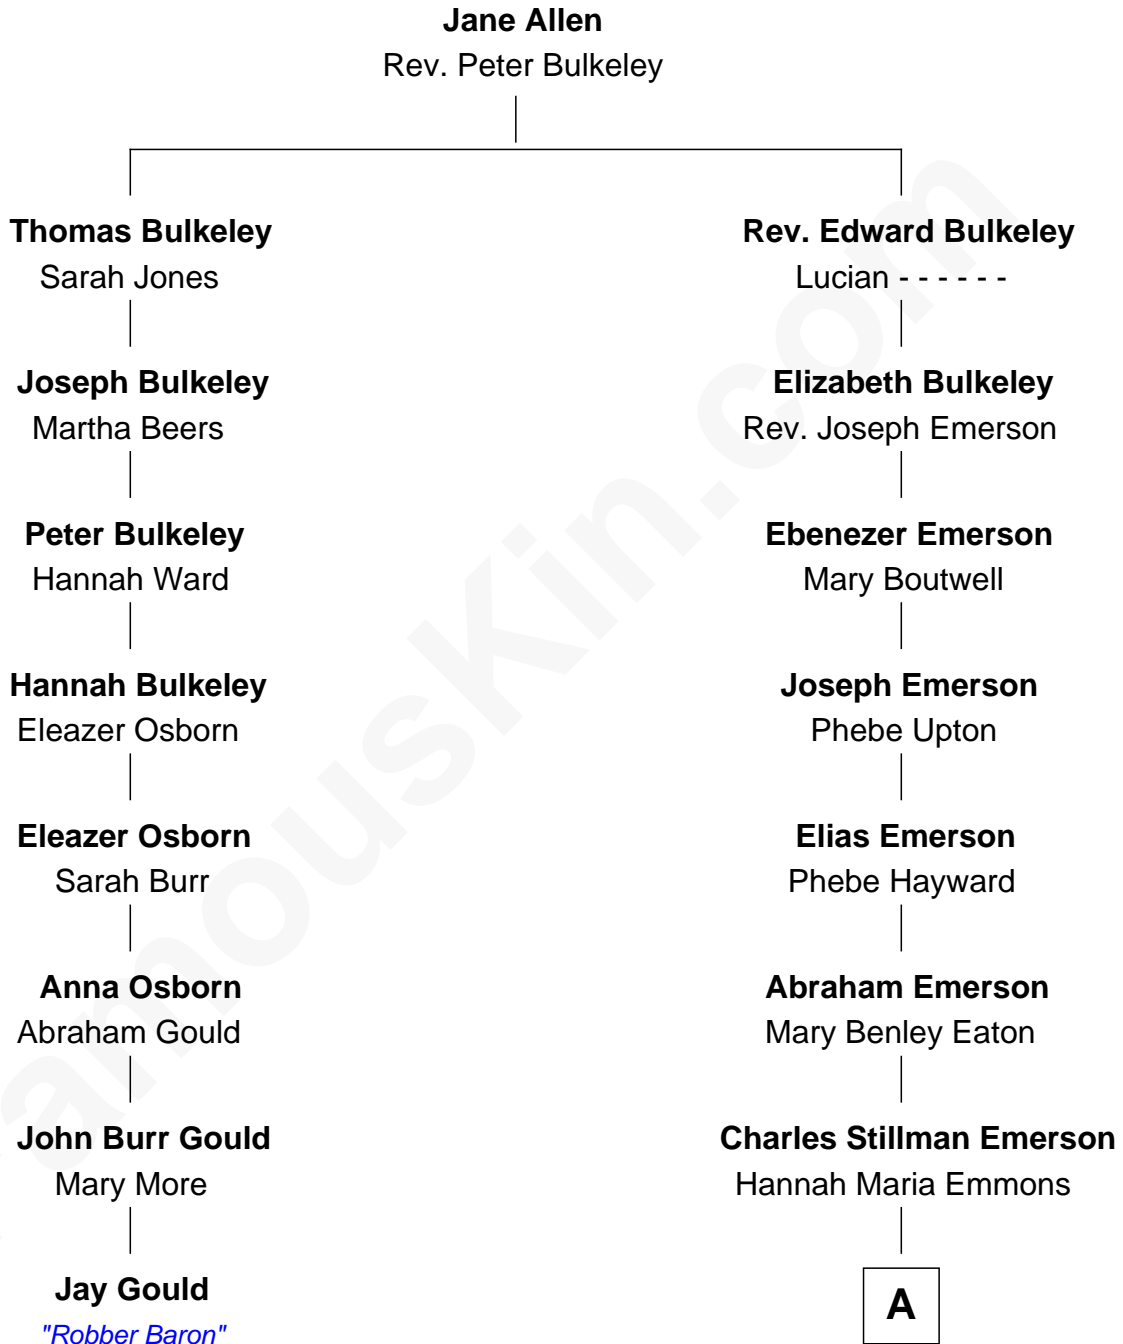 Jane Allen
Rev. Peter Bulkeley
Thomas Bulkeley
Sarah Jones
Joseph Bulkeley
Martha Beers
Peter Bulkeley
Hannah Ward
Hannah Bulkeley
Eleazer Osborn
Eleazer Osborn
Sarah Burr
Anna Osborn
Abraham Gould
John Burr Gould
Mary More
Jay Gould
"Robber Baron"
Rev. Edward Bulkeley
Lucian - - - - - -
Elizabeth Bulkeley
Rev. Joseph Emerson
Ebenezer Emerson
Mary Boutwell
Joseph Emerson
Phebe Upton
Elias Emerson
Phebe Hayward
Abraham Emerson
Mary Benley Eaton
Charles Stillman Emerson
Hannah Maria Emmons
A
amouskin.com